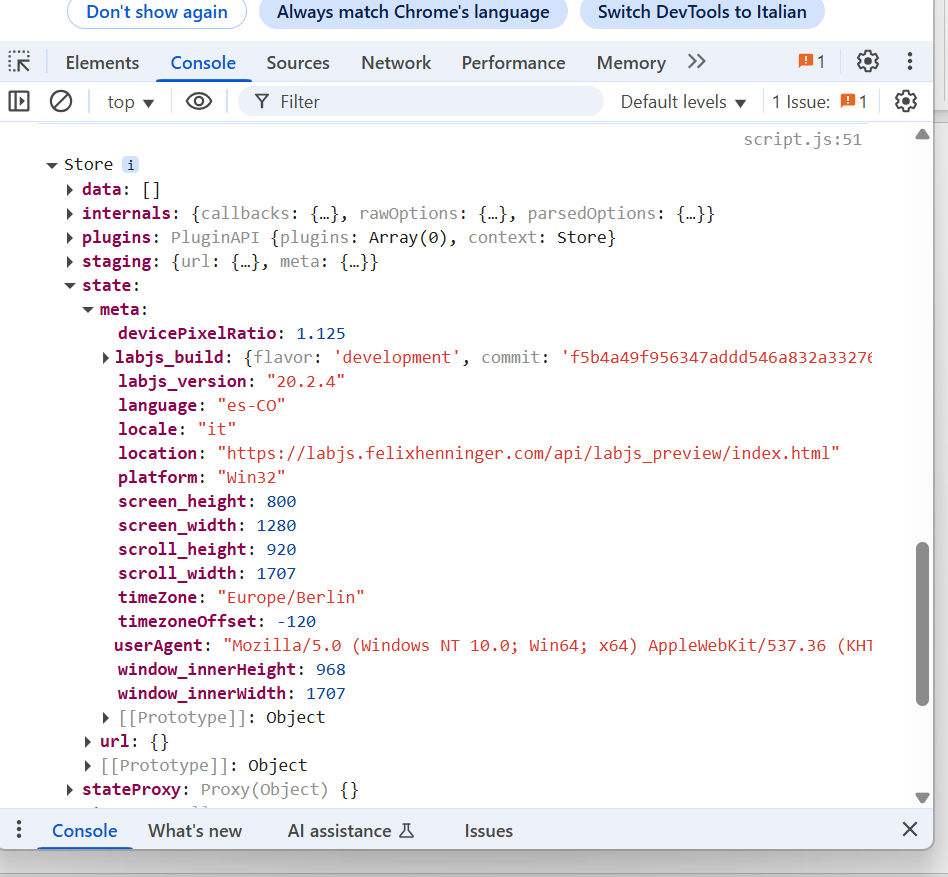 Don't show again Always match Chrome's language Switch DevTools to Italian
Elements Console Sources Network Performance Memory 1
top Filter Default levels 1 Issue: 1
script.js:51
Store i
data: []
internals: {callbacks: {…}, rawOptions: {…}, parsedOptions: {…}}
plugins: PluginAPI {plugins: Array(0), context: Store}
staging: {url: {…}, meta: {…}}
state:
meta:
devicePixelRatio: 1.125
labjs_build: {flavor: 'development', commit: 'f5b4a49f956347addd546a832a33276
labjs_version: "20.2.4"
language: "es-CO"
locale: "it"
location: "https://labjs.felixhenninger.com/api/labjs_preview/index.html"
platform: "Win32"
screen_height: 800
screen_width: 1280
scroll_height: 920
scroll_width: 1707
timeZone: "Europe/Berlin"
timezoneOffset: -120
userAgent: "Mozilla/5.0 (Windows NT 10.0; Win64; x64) AppleWebKit/537.36 (KHT
window_innerHeight: 968
window_innerWidth: 1707
[[Prototype]]: Object
url: {}
[[Prototype]]: Object
stateProxy: Proxy(Object) {}
Console What's new AI assistance Issues